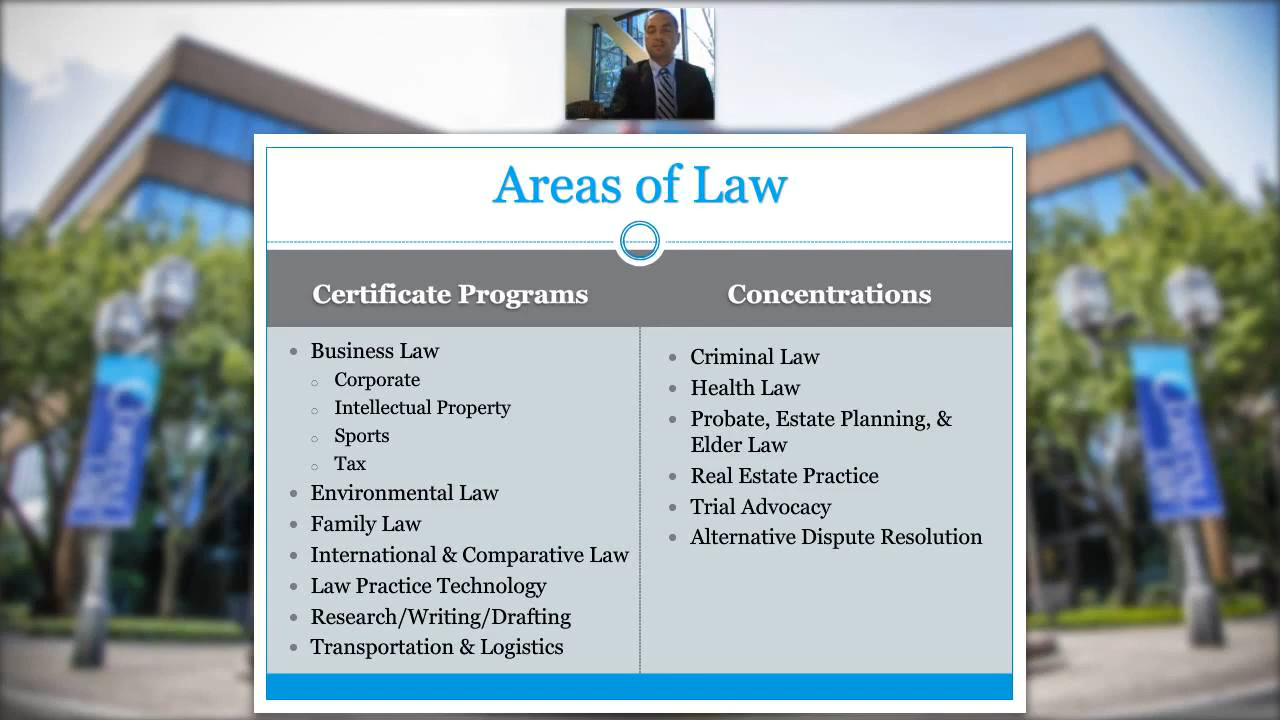 Areas of Law
Certificate Programs
Business Law
Corporate
Intellectual Property
Sports
Tax
Environmental Law
Family Law
International & Comparative Law
Law Practice Technology
Research/Writing/Drafting
Transportation & Logistics
Concentrations
Criminal Law
Health Law
Probate, Estate Planning, &
Elder Law
Real Estate Practice
Trial Advocacy
Alternative Dispute Resolution